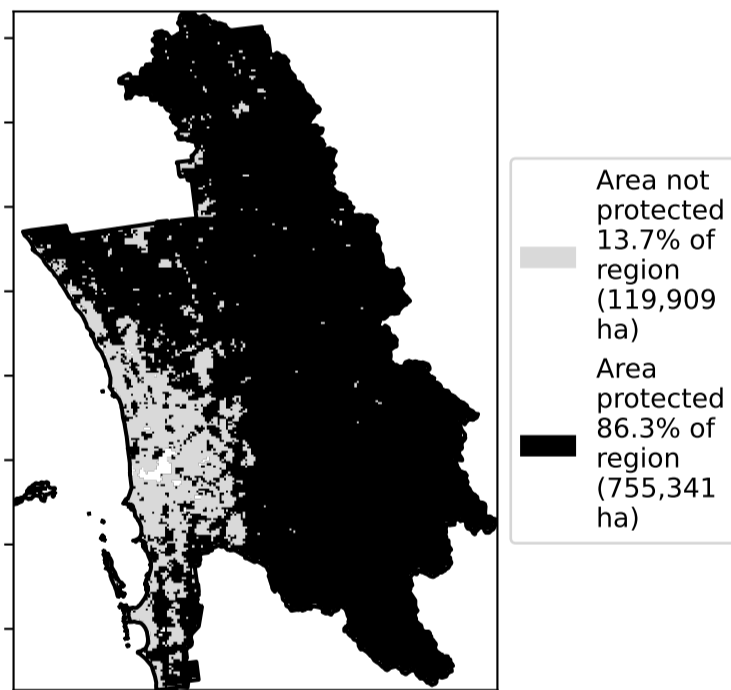 Area not
protected
13.7% of
region
(119,909
ha)
Area
protected
86.3% of
region
(755,341
ha)